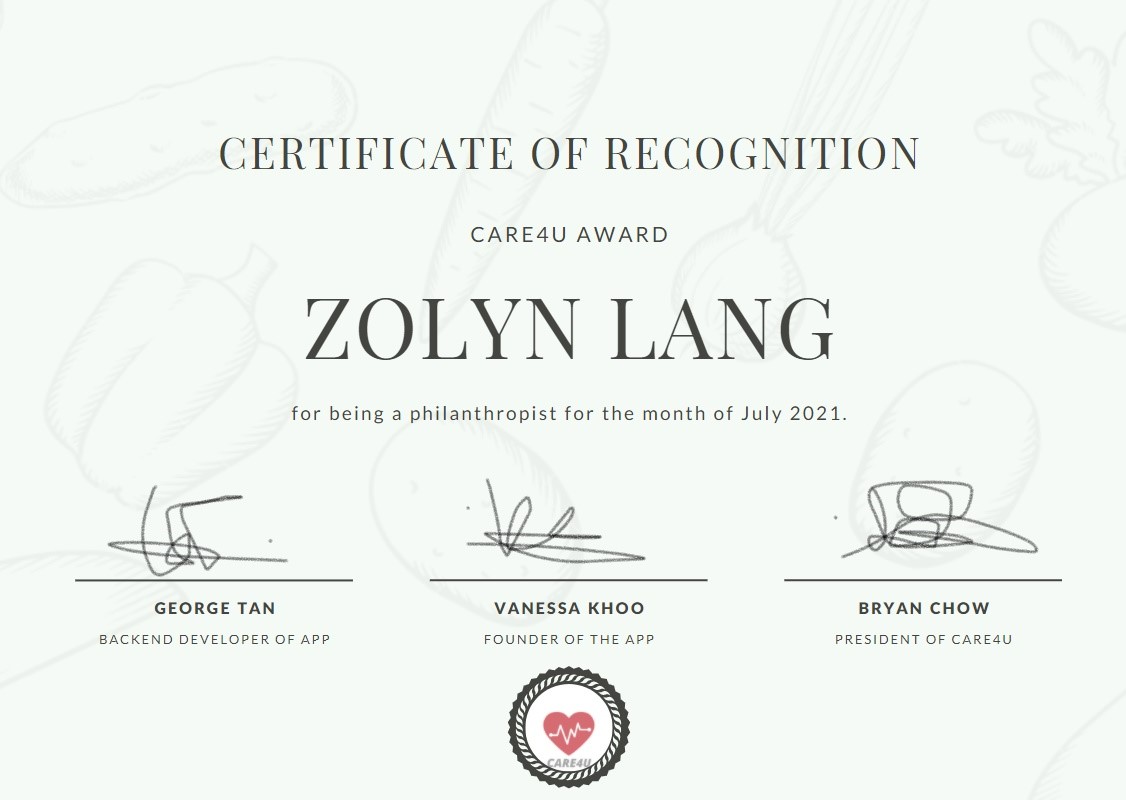 CERTIFICATE OF RECOGNITION
CARE4U AWARD
ZOLYN LANG
for being a philanthropist for the month of July 2021.
GEORGE TAN
BACKEND DEVELOPER OF APP
VANESSA KHOO
FOUNDER OF THE APP
BRYAN CHOW
PRESIDENT OF CARE4U
CARE4U